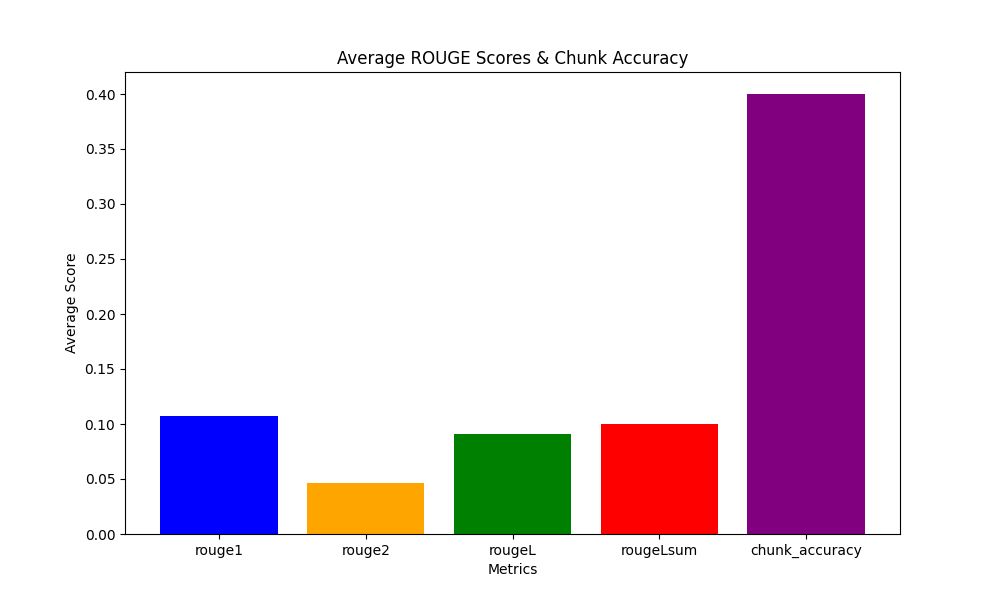 Average ROUGE Scores & Chunk Accuracy
Average Score
0.40
0.35
0.30
0.25
0.20
0.15
0.10
0.05
0.00
rouge1 rouge2 rougeL rougeLsum chunk_accuracy
Metrics